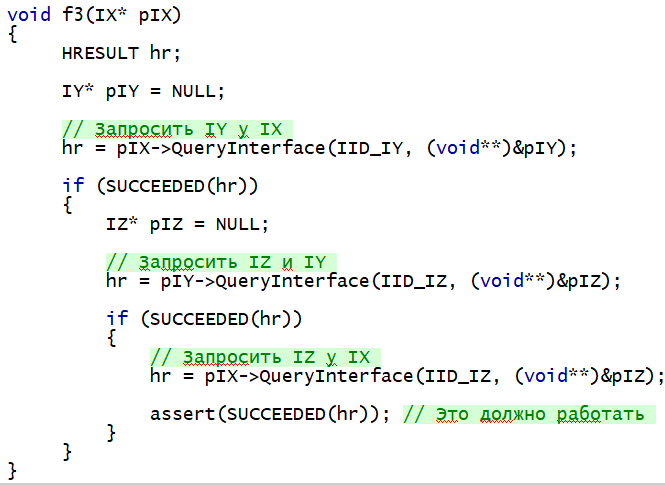 void f3(IX* pIX)
{
HRESULT hr;
IY* pIY = NULL;
// Запросить IY у IX
hr = pIX->QueryInterface(IID_IY, (void**)&pIY);
if (SUCCEEDED(hr))
{
IZ* pIZ = NULL;
// Запросить IZ и IY
hr = pIY->QueryInterface(IID_IZ, (void**)&pIZ);
if (SUCCEEDED(hr))
{
// Запросить IZ у IX
hr = pIX->QueryInterface(IID_IZ, (void**)&pIZ);
assert(SUCCEEDED(hr)); // Это должно работать
}
}
}